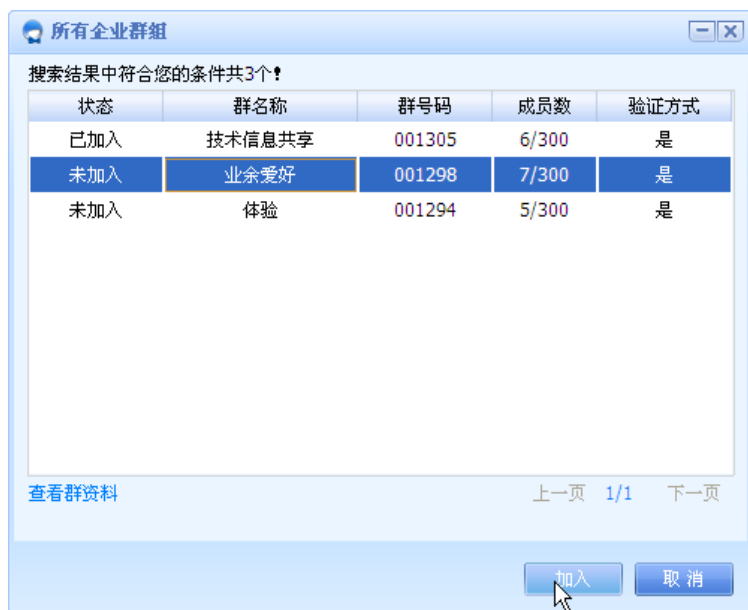 所有企业群组
搜索结果中符合您的条件共3个!
状态 群名称 群号码 成员数 验证方式
已加入 技术信息共享 001305 6/300 是
未加入 业余爱好 001298 7/300 是
未加入 体验 001294 5/300 是
查看群资料 上一页 1/1 下一页
加入 取消